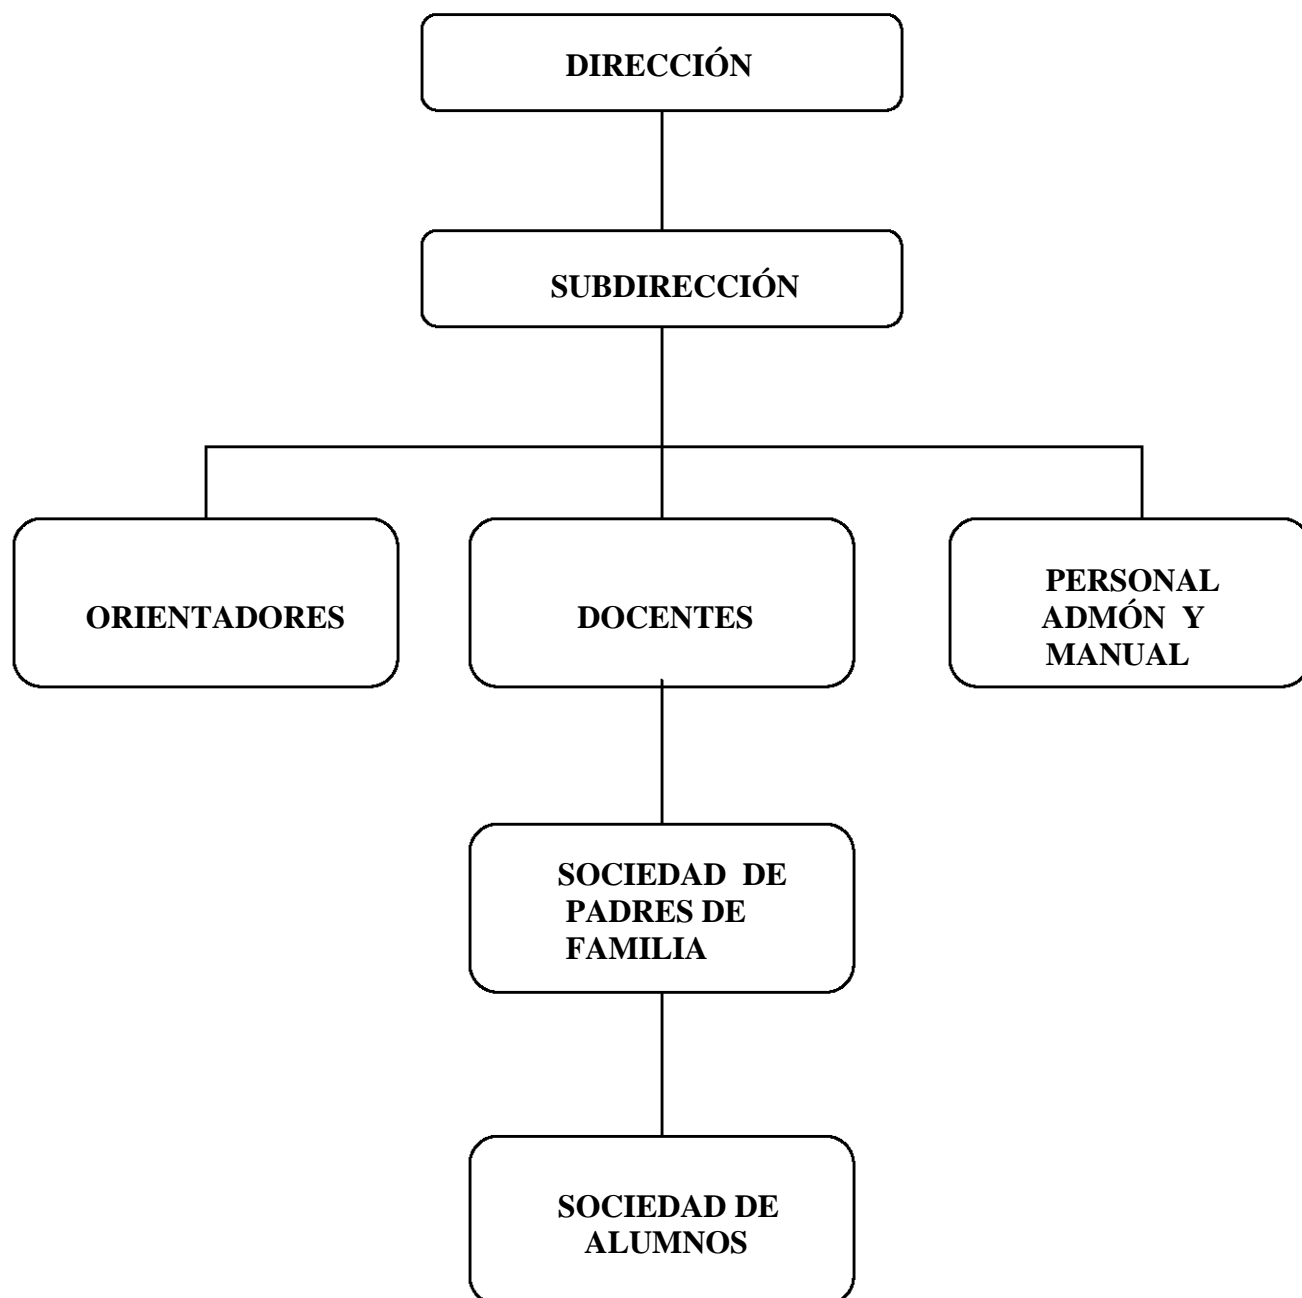 DIRECCIÓN
SUBDIRECCIÓN
ORIENTADORES
DOCENTES
PERSONAL
ADMÓN Y
MANUAL
SOCIEDAD DE
PADRES DE
FAMILIA
SOCIEDAD DE
ALUMNOS